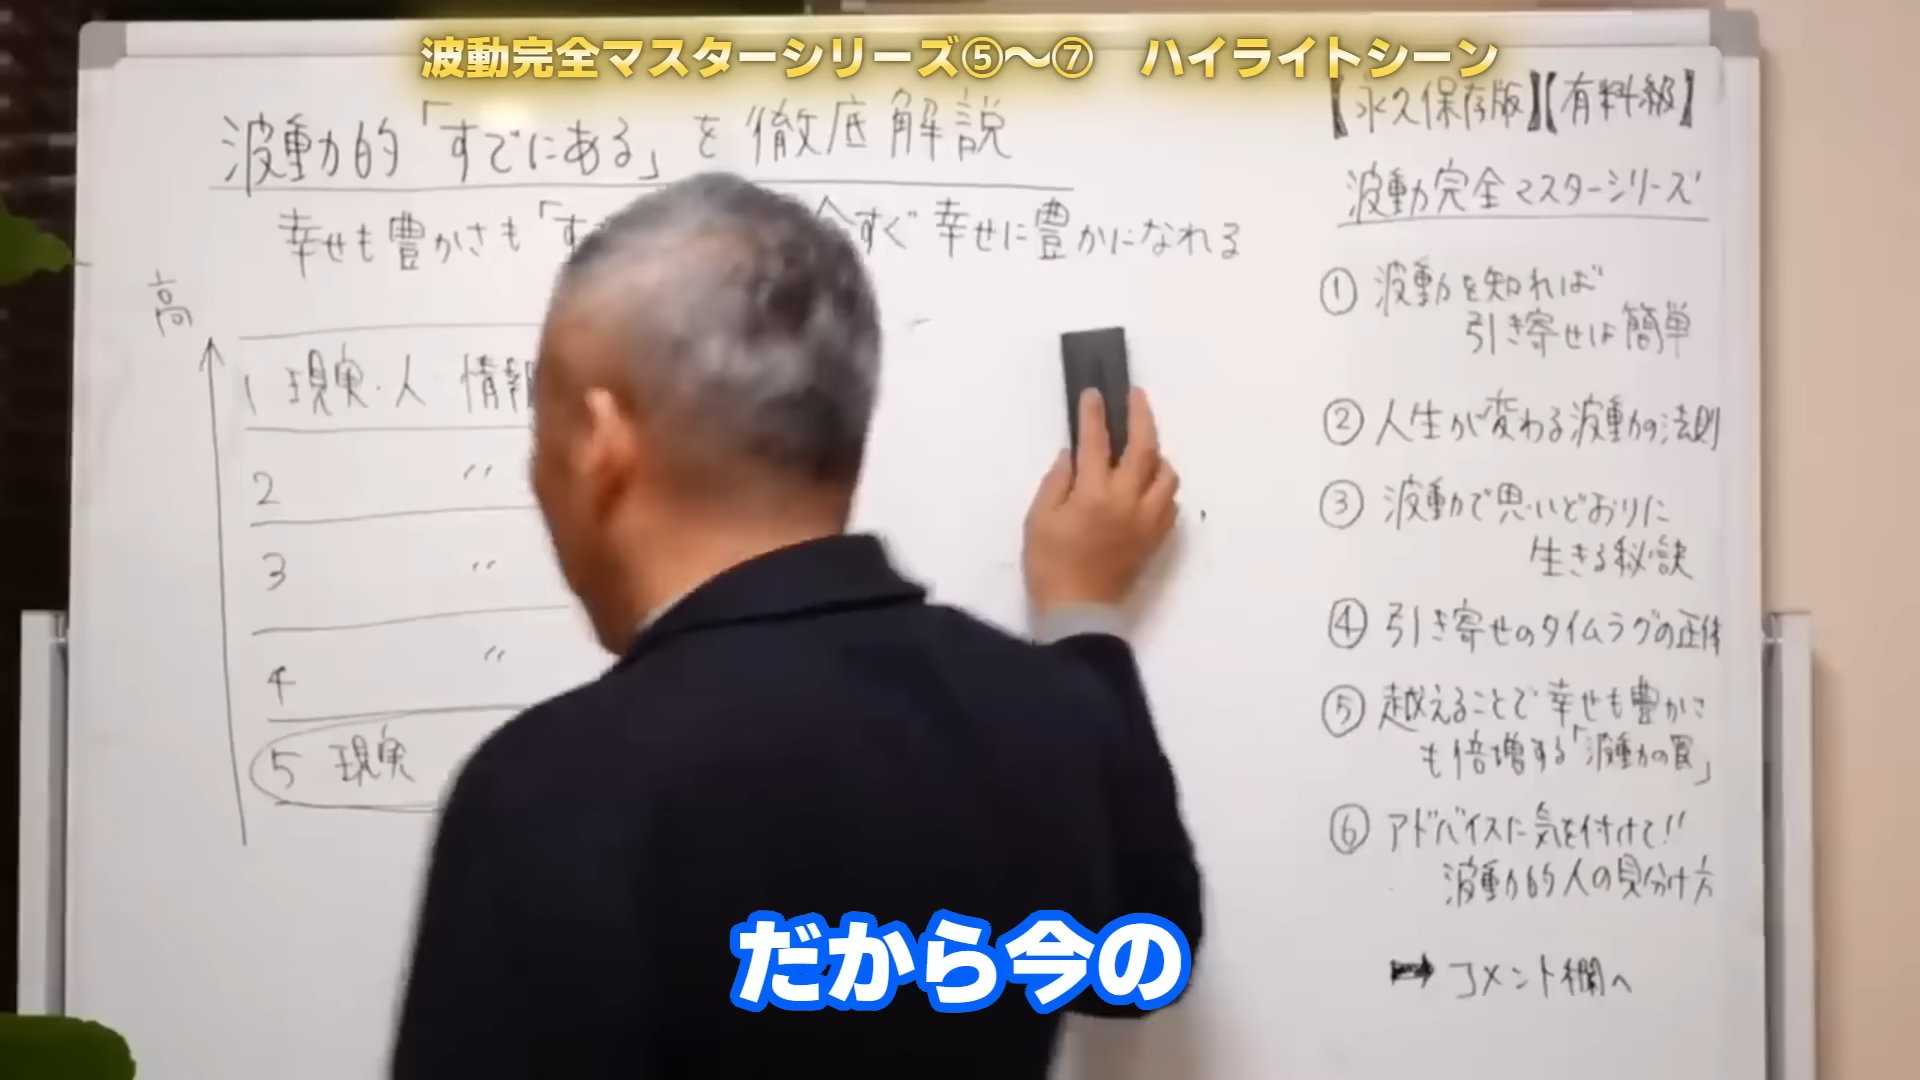 波動完全マスターシリーズ⑤〜⑦　ハイライトシーン
波動的「すでにある」を徹底解説
幸せも豊かさも「す
今すぐ幸せに豊かになれる
高
1 現実・人 情報
2 〃
3 〃
4 〃
5 現実
【永久保存版】【有料級】
波動完全マスターシリーズ
① 波動を知れば
引き寄せは簡単
② 人生が変わる波動の法則
③ 波動で思いどおりに
生きる秘訣
④ 引き寄せのタイムラグの正体
⑤ 越えることで幸せも豊かさ
も倍増する「波動の罠」
⑥ アドバイスに気を付けて!!
波動的人の見分け方
➡ コメント欄へ
だから今の